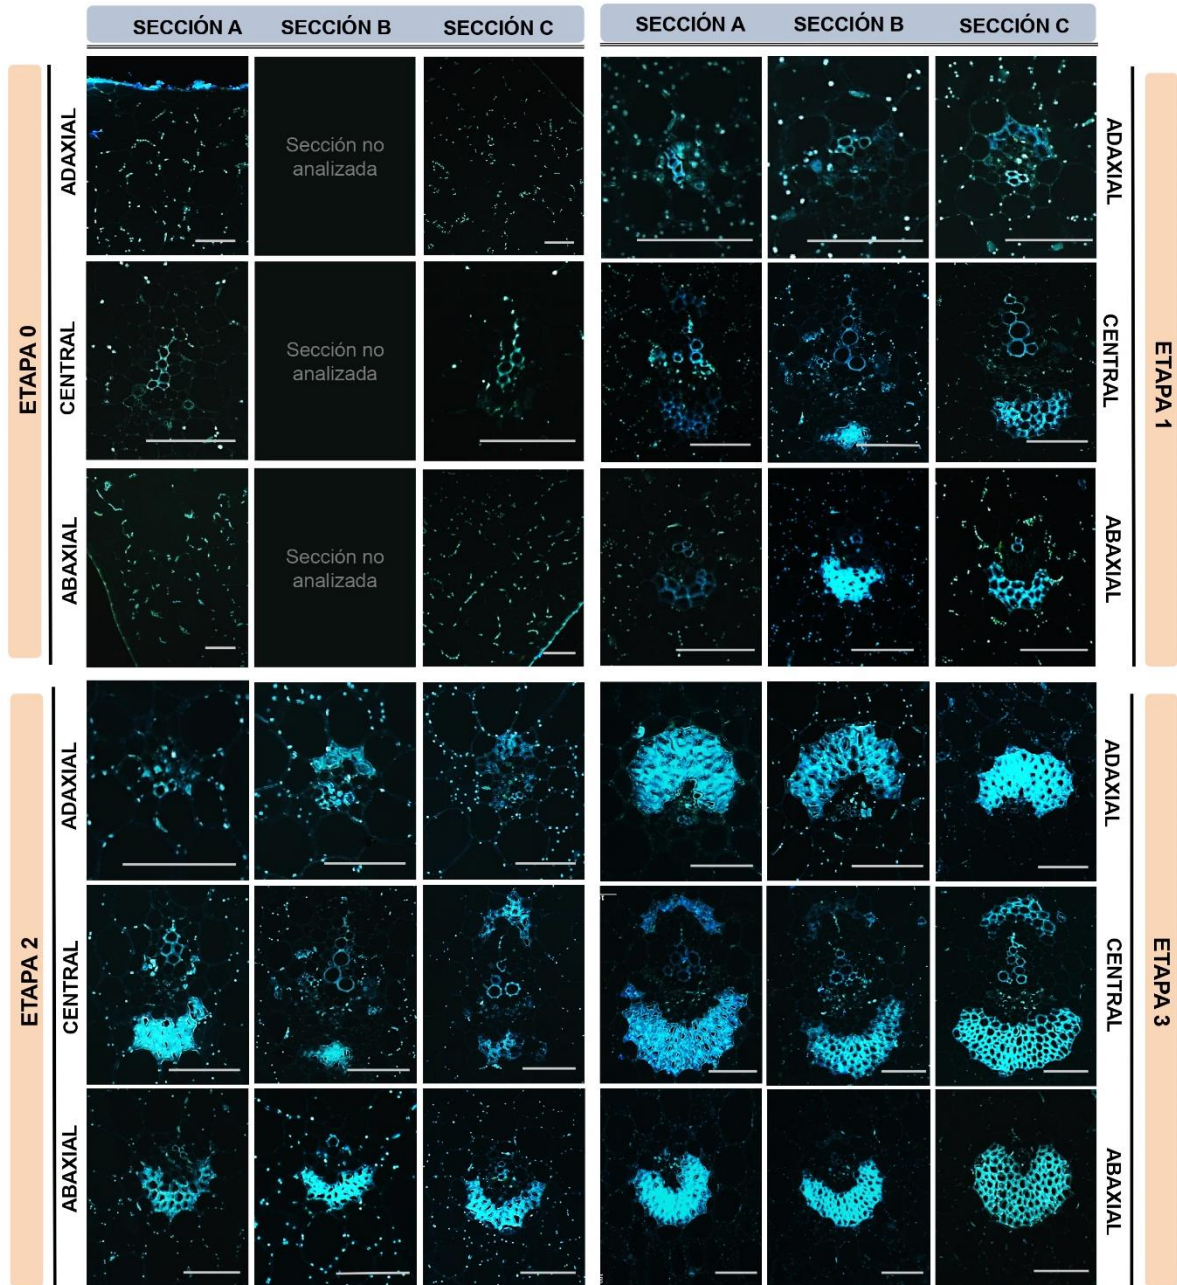 SECCIÓN A
SECCIÓN B
SECCIÓN C
SECCIÓN A
SECCIÓN B
SECCIÓN C
ETAPA 0
ADAXIAL
Sección no
analizada
CENTRAL
Sección no
analizada
ABAXIAL
Sección no
analizada
ADAXIAL
CENTRAL
ABAXIAL
ETAPA 1
ETAPA 2
ADAXIAL
CENTRAL
ABAXIAL
ADAXIAL
CENTRAL
ABAXIAL
ETAPA 3